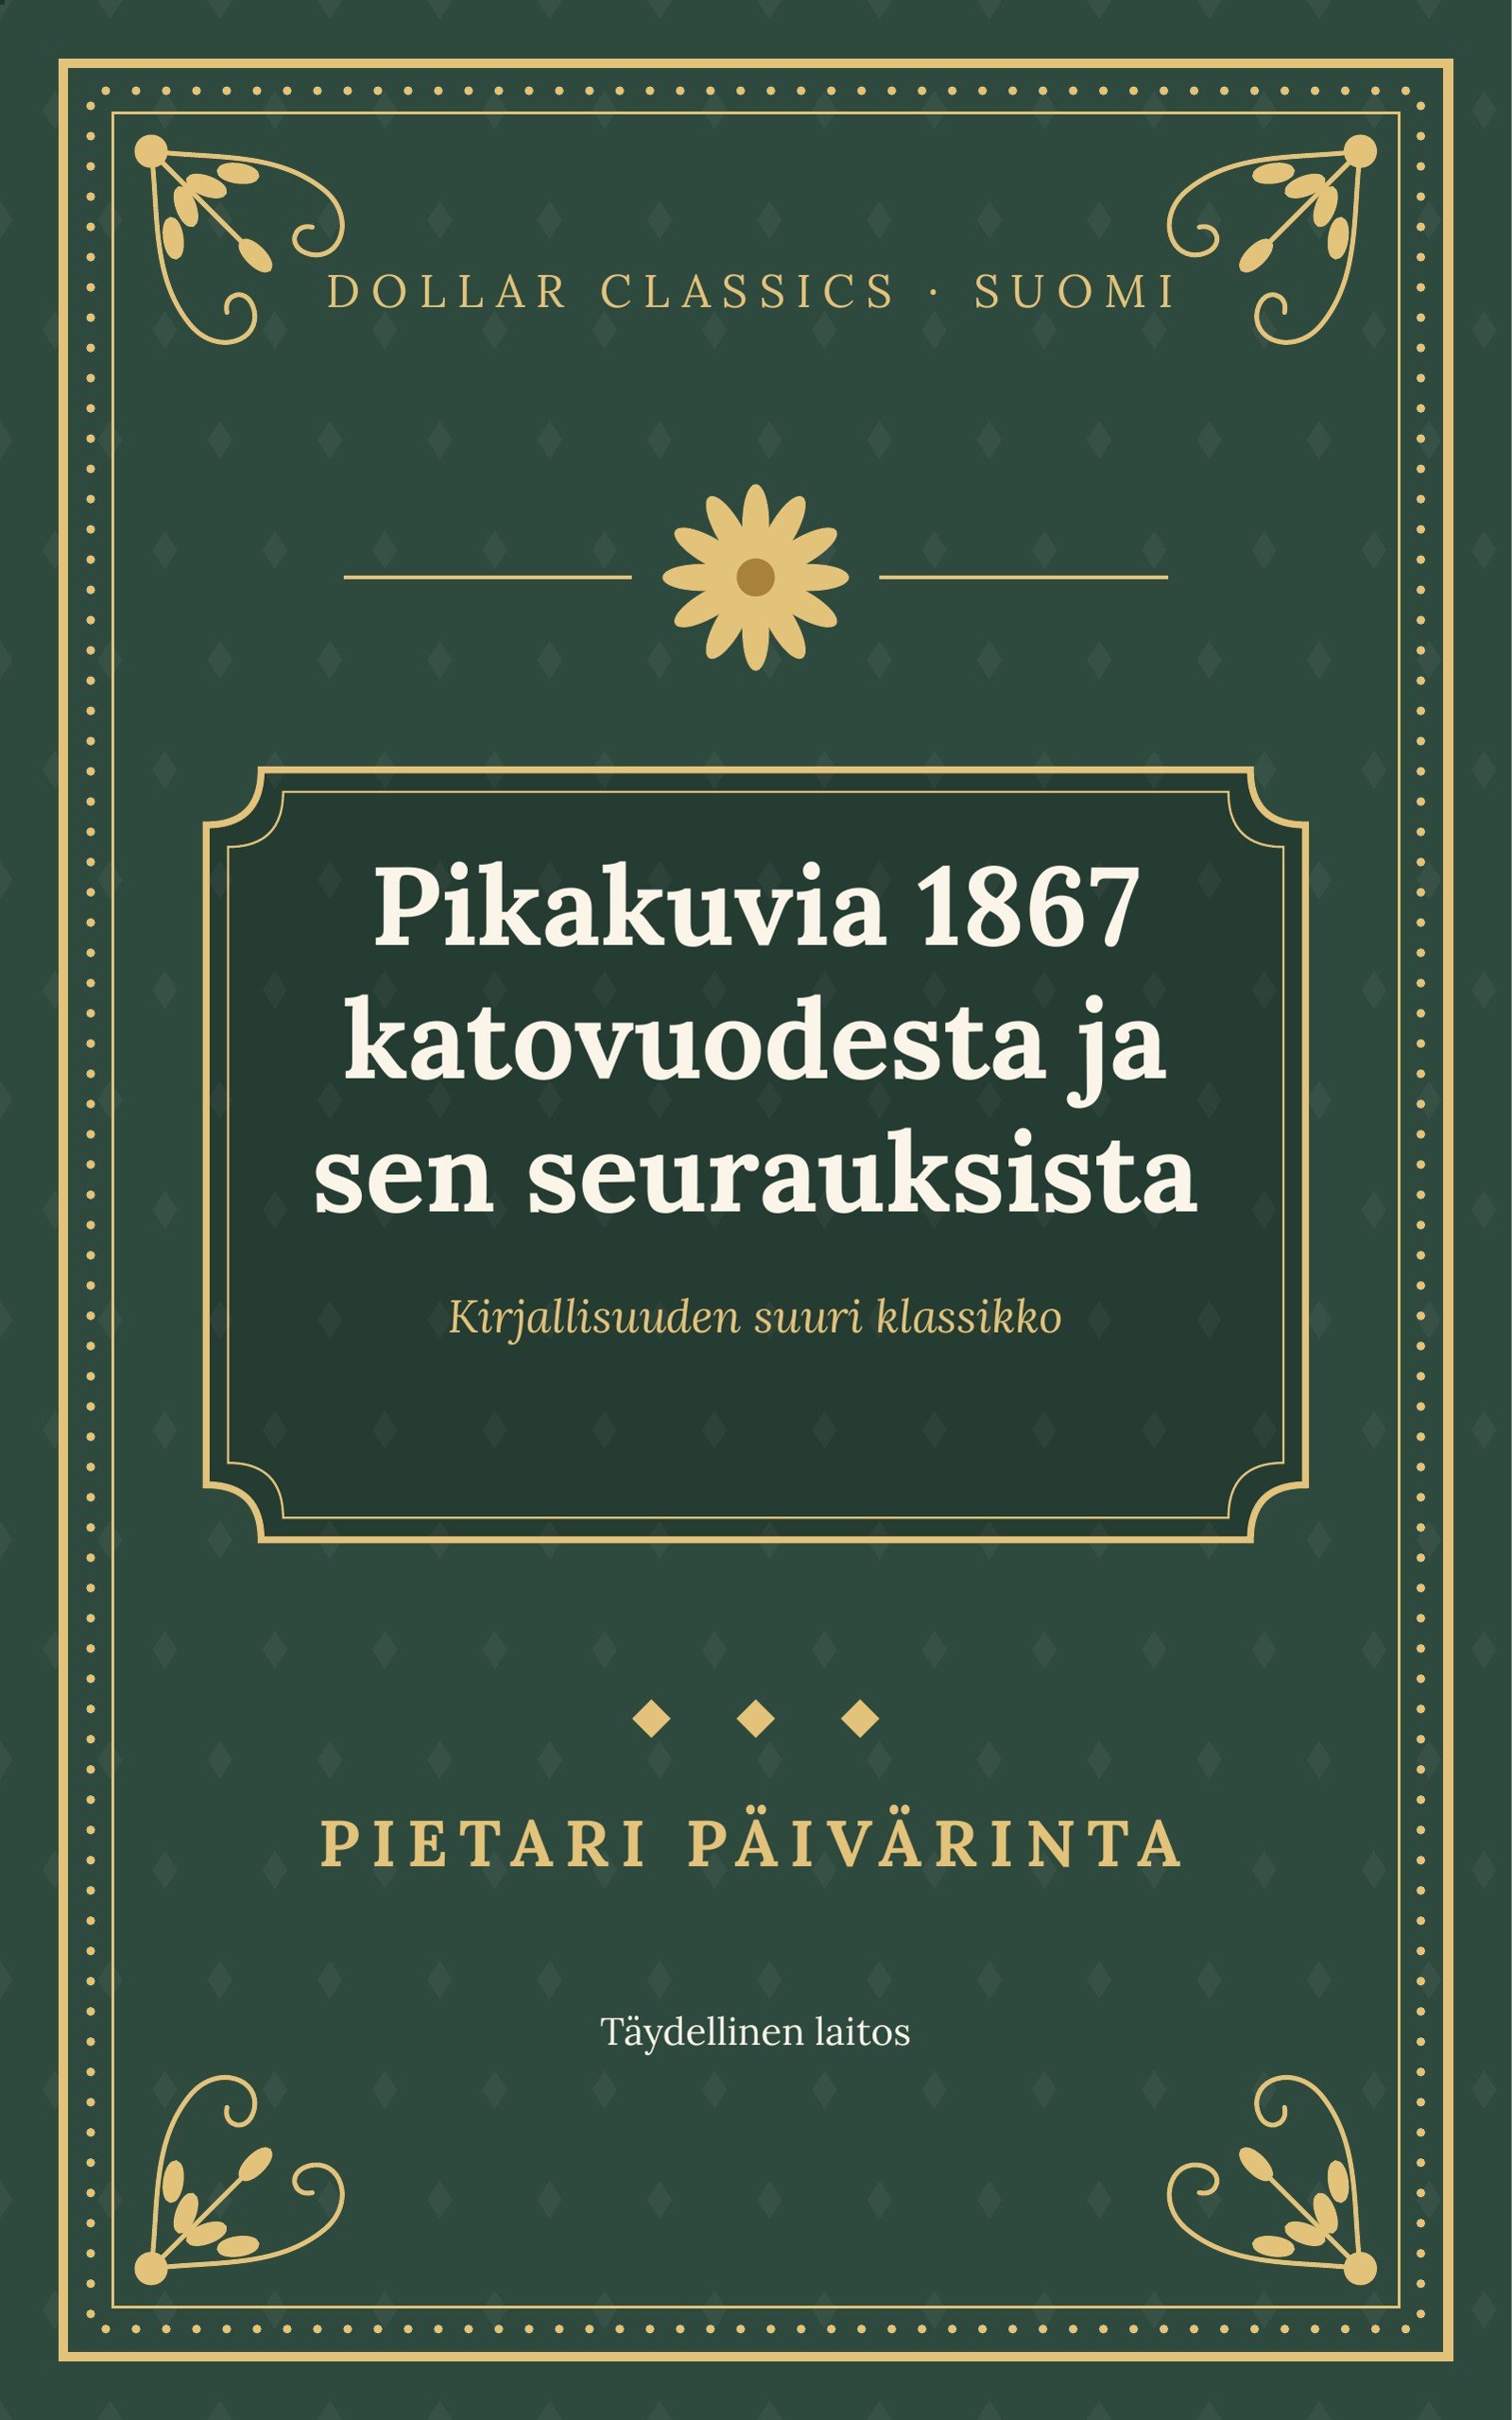 DOLLAR CLASSICS · SUOMI
Pikakuvia 1867
katovuodesta ja
sen seurauksista
Kirjallisuuden suuri klassikko
PIETARI PÄIVÄRINTA
Täydellinen laitos